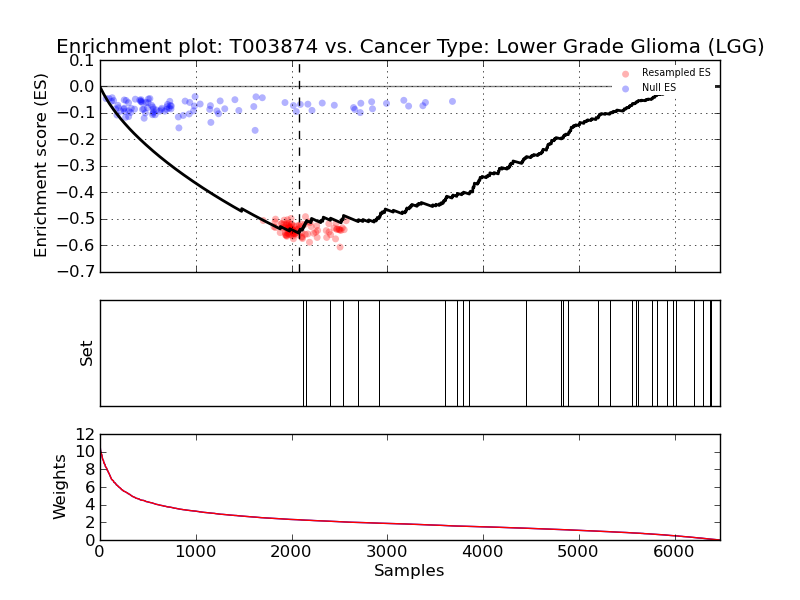 Enrichment plot: T003874 vs. Cancer Type: Lower Grade Glioma (LGG)
0.1
0.0
−0.1
−0.2
−0.3
−0.4
−0.5
−0.6
−0.7
Enrichment score (ES)
Resampled ES
Null ES
Set
12
10
8
6
4
2
0
Weights
0 1000 2000 3000 4000 5000 6000
Samples